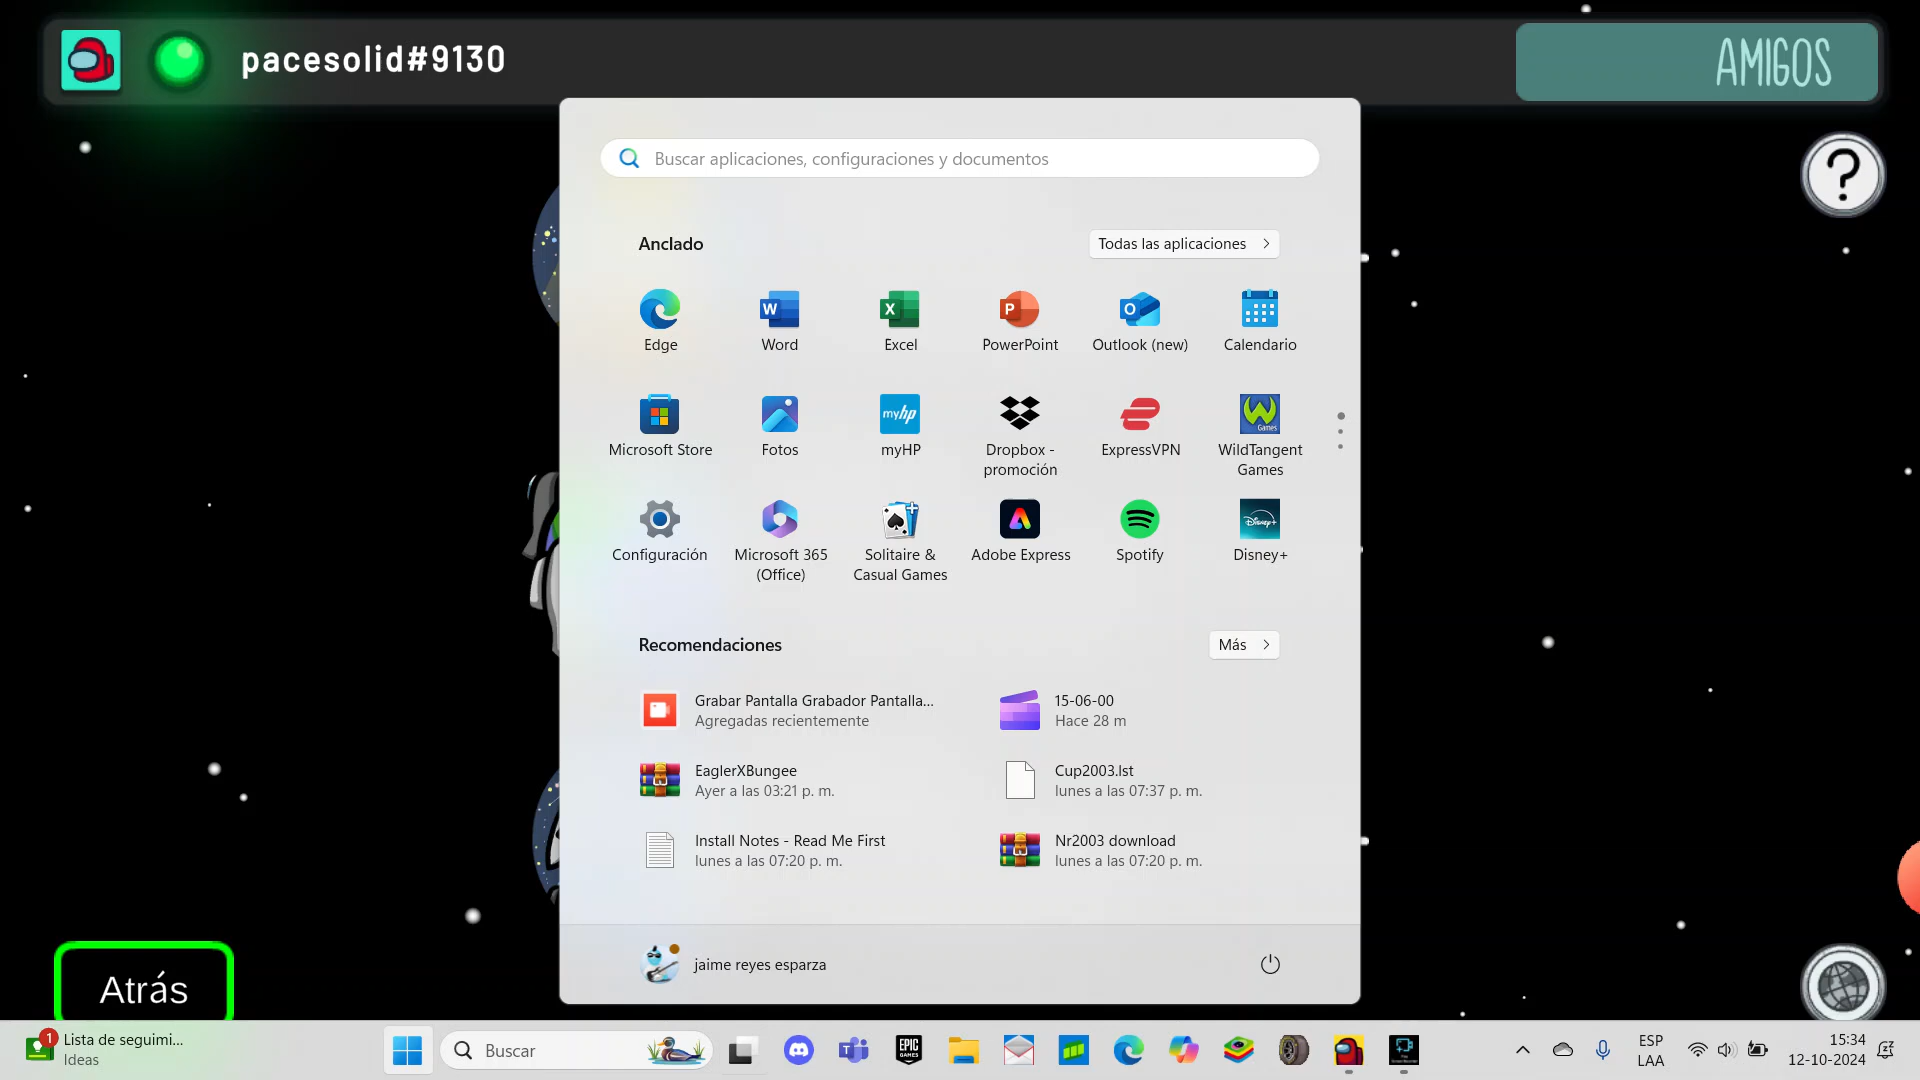 pacesolid#9130
AMIGOS
Buscar aplicaciones, configuraciones y documentos
Anclado
Todas las aplicaciones
Edge
Word
Excel
PowerPoint
Outlook (new)
Calendario
Microsoft Store
Fotos
myHP
Dropbox -
promoción
ExpressVPN
WildTangent
Games
Configuración
Microsoft 365
(Office)
Solitaire &
Casual Games
Adobe Express
Spotify
Disney+
Recomendaciones
Más
Grabar Pantalla Grabador Pantalla...
Agregadas recientemente
15-06-00
Hace 28 m
EaglerXBungee
Ayer a las 03:21 p. m.
Cup2003.lst
lunes a las 07:37 p. m.
Install Notes - Read Me First
lunes a las 07:20 p. m.
Nr2003 download
lunes a las 07:20 p. m.
jaime reyes esparza
Atrás
1
Lista de seguimi...
Ideas
Buscar
EPIC
GAMES
ESP
LAA
15:34
12-10-2024